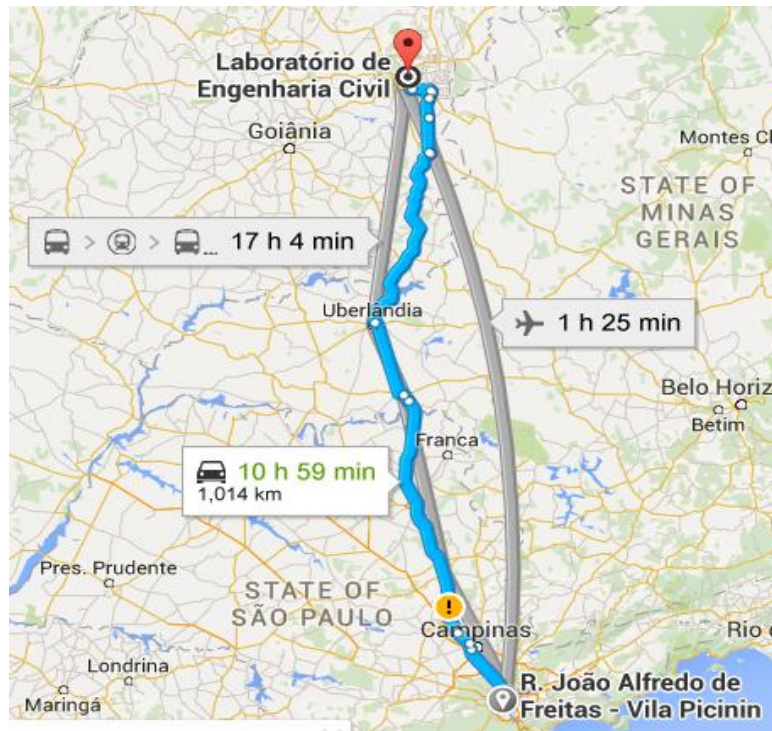 Laboratório de
Engenharia Civil
Goiânia
Montes C
STATE OF
MINAS
GERAIS
... 17 h 4 min
Uberlândia
1 h 25 min
Belo Horiz
Betim
Franca
10 h 59 min
1,014 km
Pres. Prudente
STATE OF
SÃO PAULO
!
Campinas
Rio
Londrina
R. João Alfredo de
Freitas - Vila Picinin
Maringá